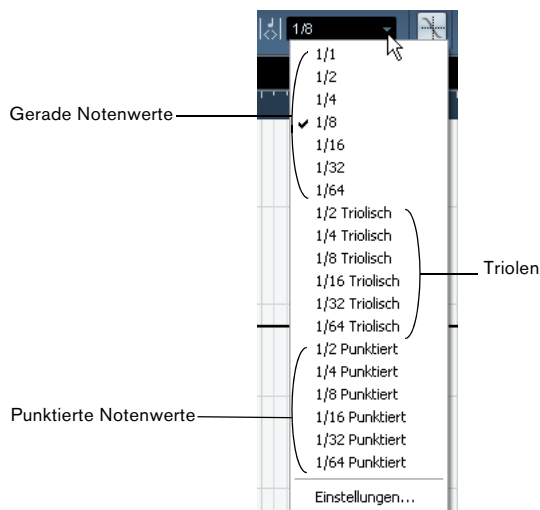 1/8
1/1
1/2
1/4
Gerade Notenwerte
1/8
1/16
1/32
1/64
1/2 Triolisch
1/4 Triolisch
1/8 Triolisch
1/16 Triolisch
Triolen
1/32 Triolisch
1/64 Triolisch
1/2 Punktiert
1/4 Punktiert
1/8 Punktiert
Punktierte Notenwerte
1/16 Punktiert
1/32 Punktiert
1/64 Punktiert
Einstellungen...